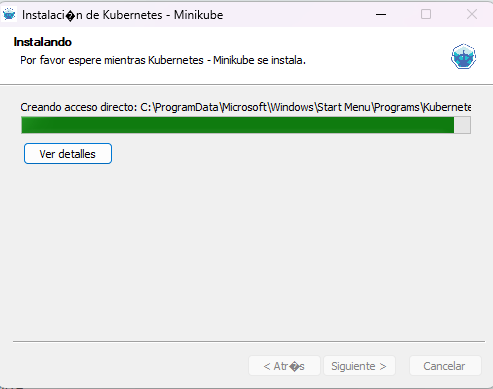 Instalaci�n de Kubernetes - Minikube
Instalando
Por favor espere mientras Kubernetes - Minikube se instala.
Creando acceso directo: C:\ProgramData\Microsoft\Windows\Start Menu\Programs\Kubernete
Ver detalles
< Atr�s
Siguiente >
Cancelar